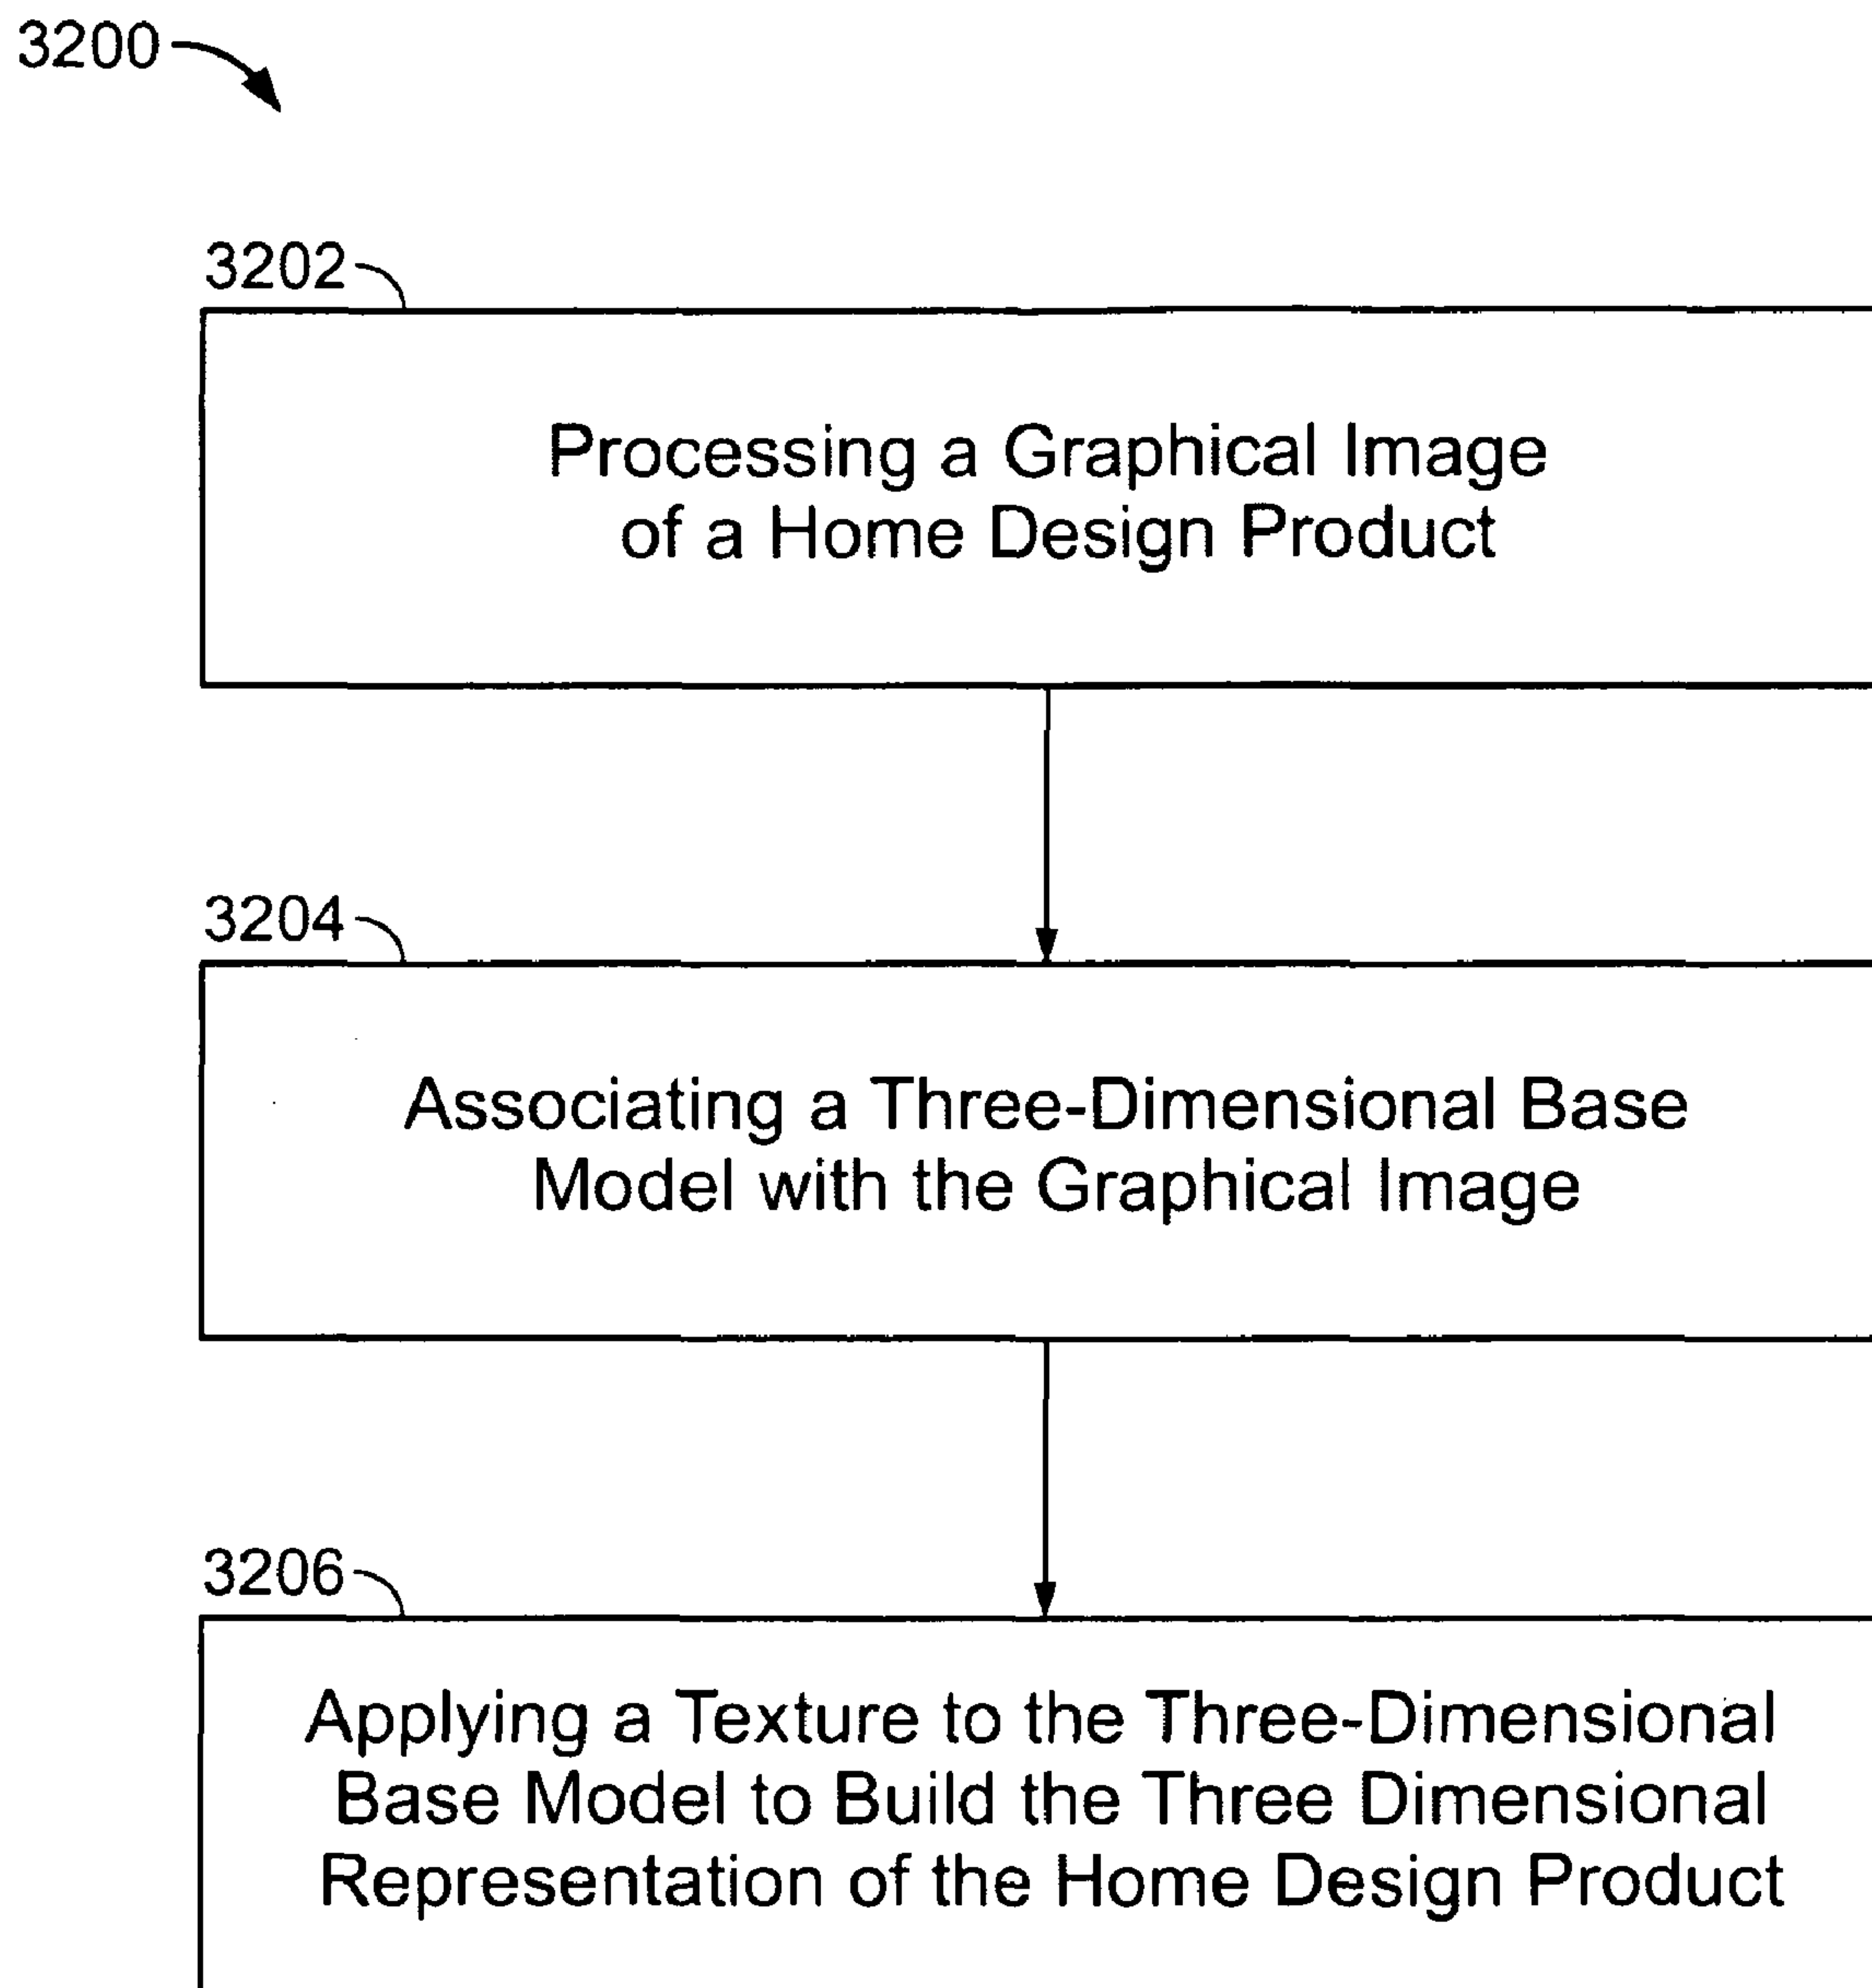 3200
3202
Processing a Graphical Image
of a Home Design Product
3204
Associating a Three-Dimensional Base
Model with the Graphical Image
3206
Applying a Texture to the Three-Dimensional
Base Model to Build the Three Dimensional
Representation of the Home Design Product